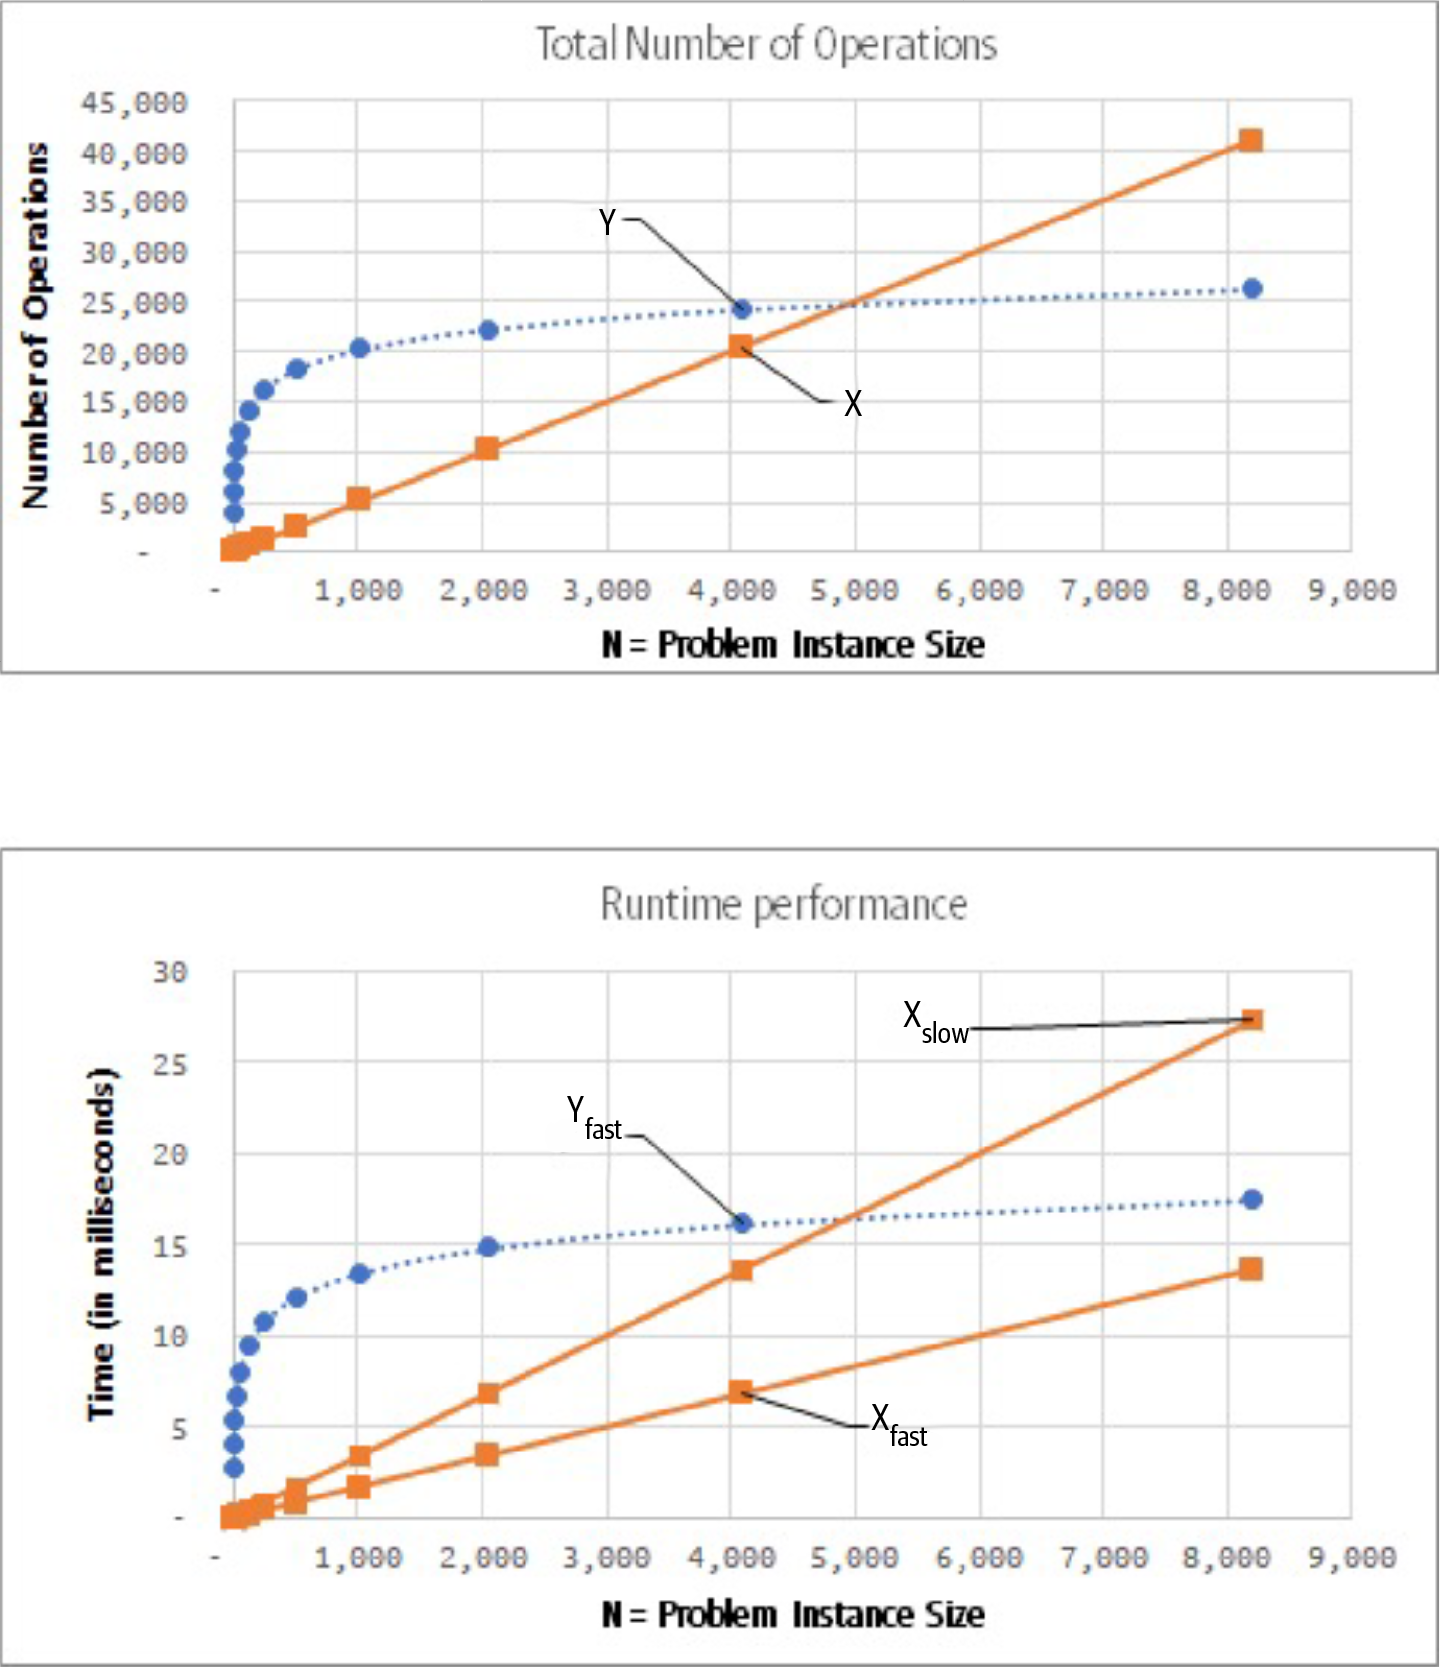 Total Number of Operations
45,000
40,000
35,000
30,000
25,000
20,000
15,000
10,000
5,000
-
Number of Operations
Y
X
- 1,000 2,000 3,000 4,000 5,000 6,000 7,000 8,000 9,000
N = Problem Instance Size
Runtime performance
30
25
20
15
10
5
-
Time (in milliseconds)
Xslow
Yfast
Xfast
- 1,000 2,000 3,000 4,000 5,000 6,000 7,000 8,000 9,000
N = Problem Instance Size